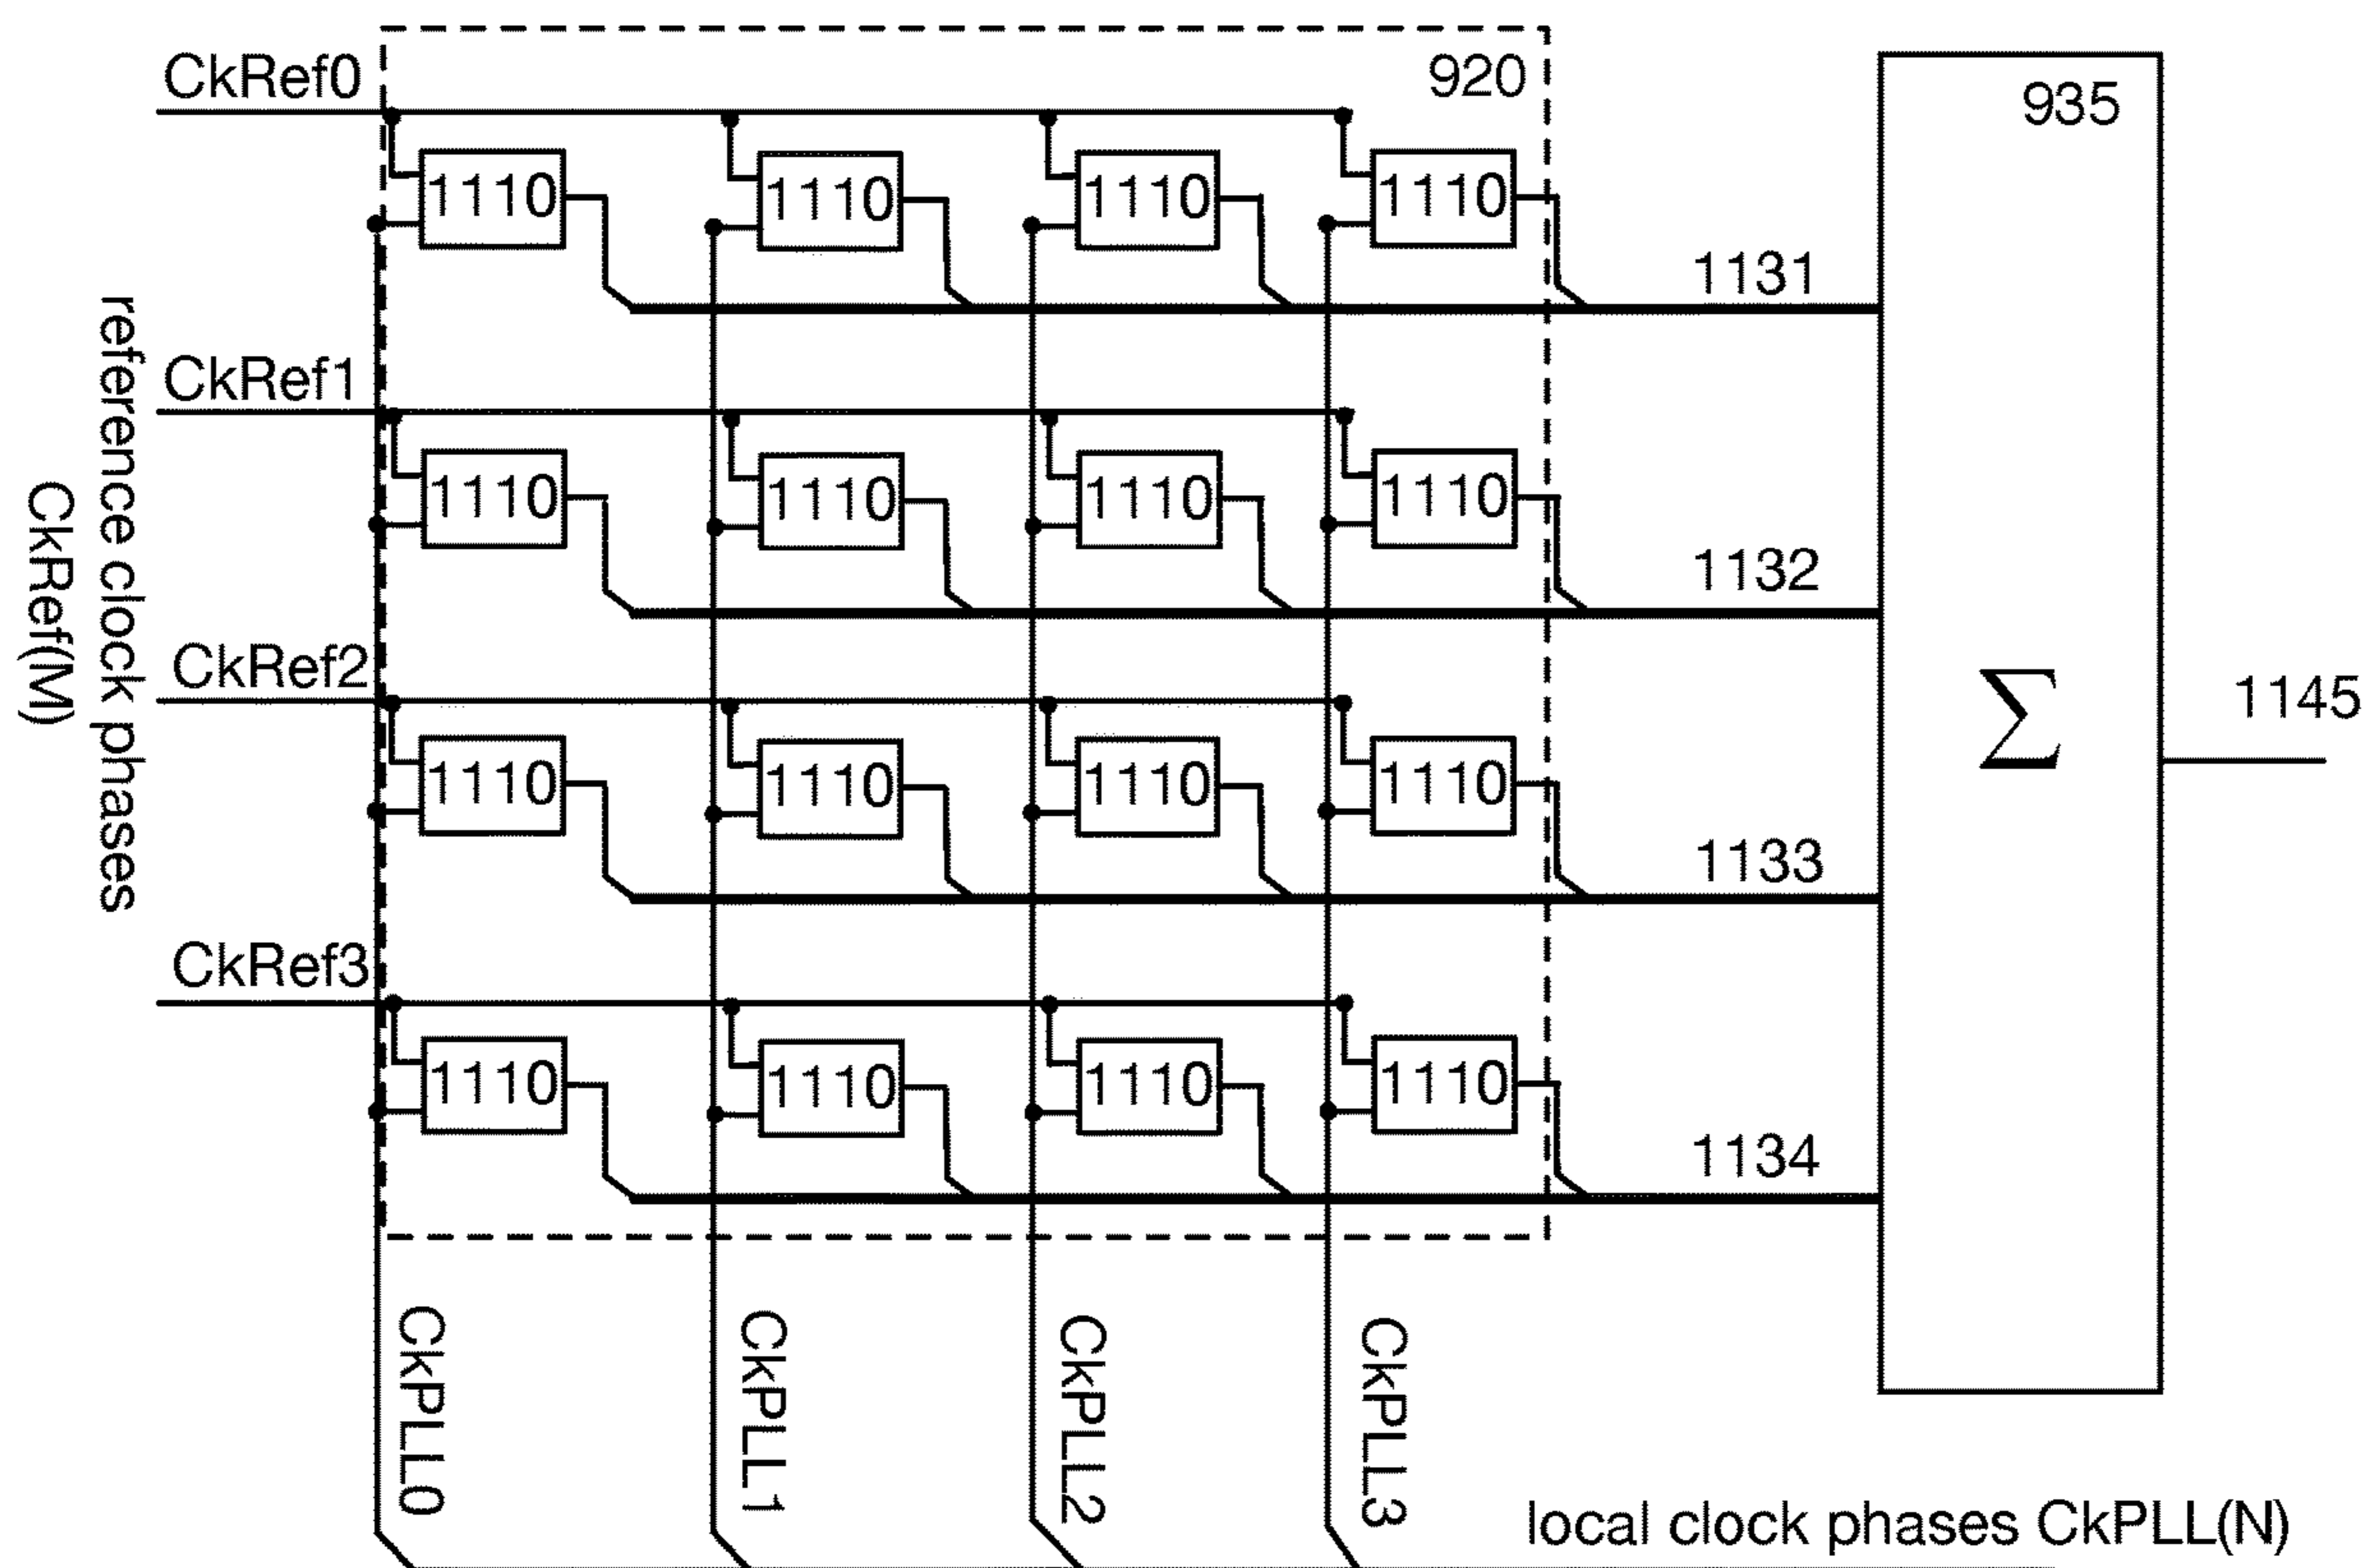 CkRef0
920
935
1110 1110 1110 1110
1131
CkRef1
1110 1110 1110 1110
1132
reference clock phases
CkRef(M)
CkRef2
1110 1110 1110 1110
Σ
1145
1133
CkRef3
1110 1110 1110 1110
1134
CkPLL0
CkPLL1
CkPLL2
CkPLL3
local clock phases CkPLL(N)